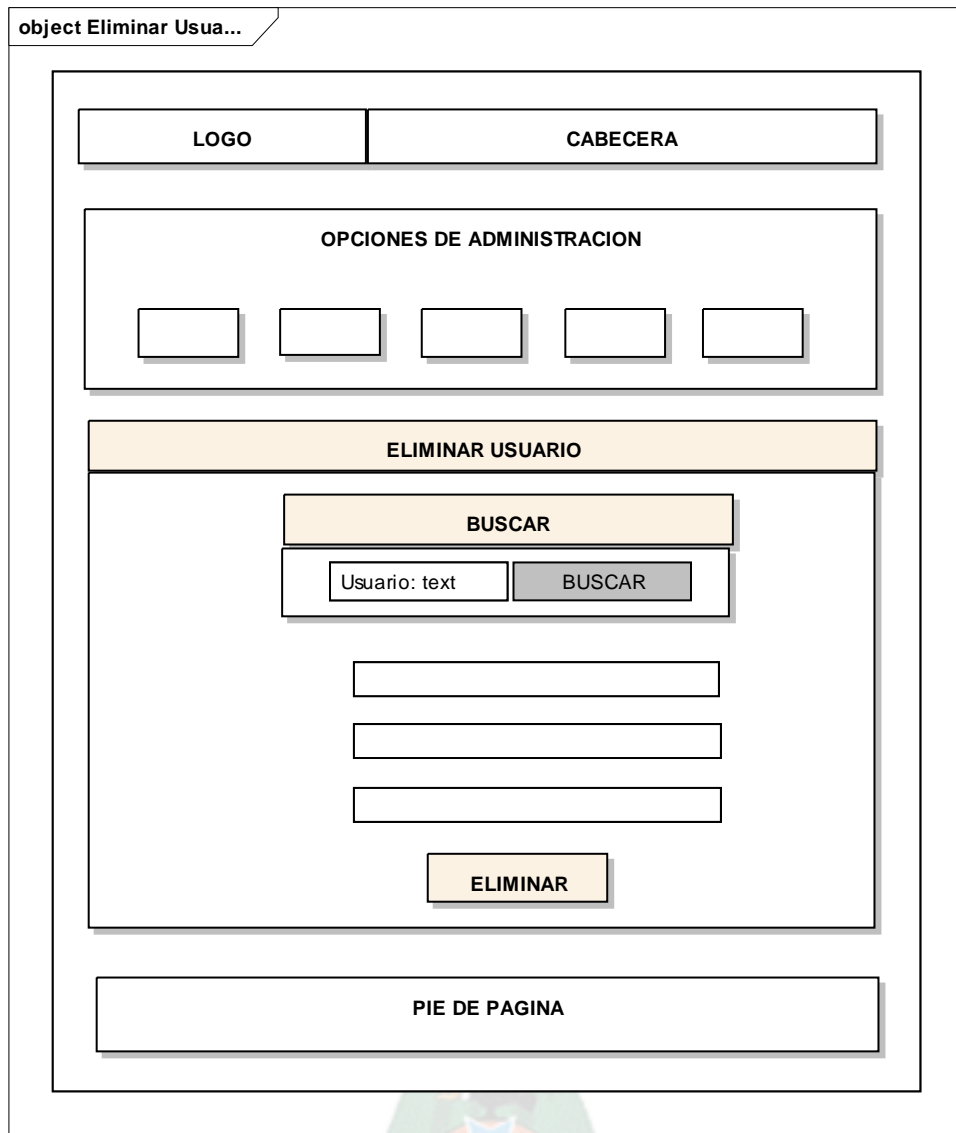 object Eliminar Usua...
LOGO
CABECERA
OPCIONES DE ADMINISTRACION
ELIMINAR USUARIO
BUSCAR
Usuario: text
BUSCAR
ELIMINAR
PIE DE PAGINA